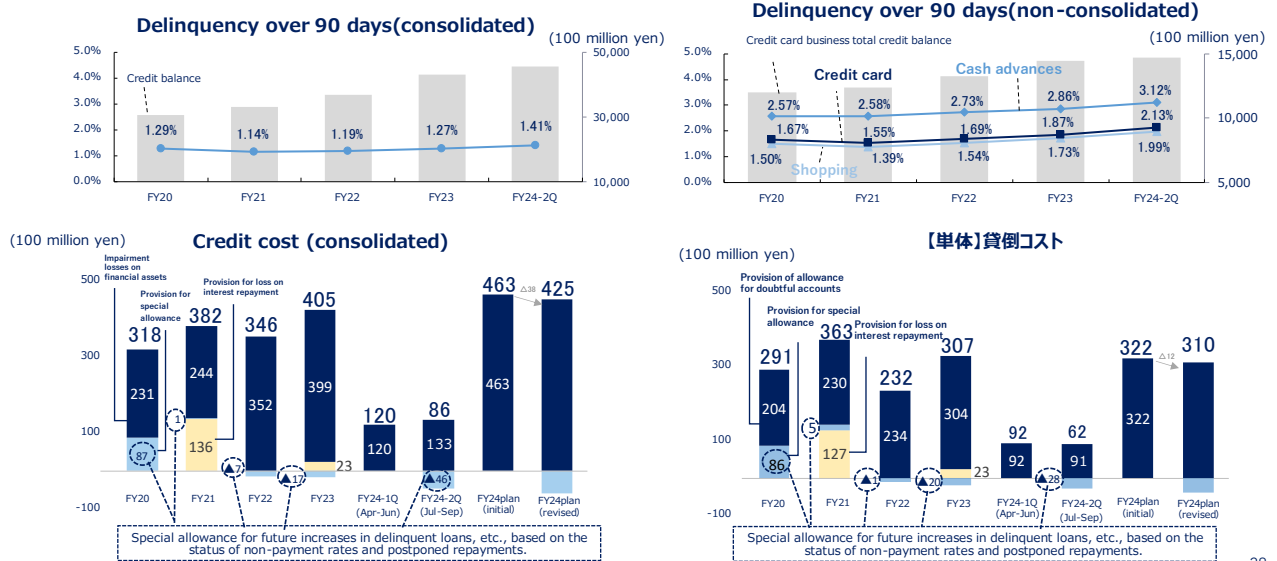 Delinquency over 90 days(consolidated)
(100 million yen)
5.0%
4.0%
3.0%
2.0%
1.0%
0.0%
50,000
30,000
10,000
Credit balance
1.29%
1.14%
1.19%
1.27%
1.41%
FY20
FY21
FY22
FY23
FY24-2Q
Delinquency over 90 days(non-consolidated)
(100 million yen)
Credit card business total credit balance
5.0%
4.0%
3.0%
2.0%
1.0%
0.0%
15,000
10,000
5,000
Credit card
Cash advances
Shopping
2.57%
2.58%
2.73%
2.86%
3.12%
1.67%
1.55%
1.69%
1.87%
2.13%
1.50%
1.39%
1.54%
1.73%
1.99%
FY20
FY21
FY22
FY23
FY24-2Q
(100 million yen)
Credit cost (consolidated)
500
300
100
-100
Impairment
losses on
financial assets
Provision for
special
allowance
Provision for loss on
interest repayment
318
382
346
405
120
86
463
△38
425
231
244
352
399
120
133
463
87
1
136
▲7
▲17
23
▲46
FY20
FY21
FY22
FY23
FY24-1Q
(Apr-Jun)
FY24-2Q
(Jul-Sep)
FY24plan
(initial)
FY24plan
(revised)
Special allowance for future increases in delinquent loans, etc., based on the
status of non-payment rates and postponed repayments.
【単体】貸倒コスト
(100 million yen)
500
300
100
-100
Provision of allowance
for doubtful accounts
Provision for special
allowance
Provision for loss on
interest repayment
291
363
232
307
92
62
322
△12
310
204
230
234
304
92
91
322
86
5
127
▲1
▲20
23
▲28
FY20
FY21
FY22
FY23
FY24-1Q
(Apr-Jun)
FY24-2Q
(Jul-Sep)
FY24plan
(initial)
FY24plan
(revised)
Special allowance for future increases in delinquent loans, etc., based on the
status of non-payment rates and postponed repayments.